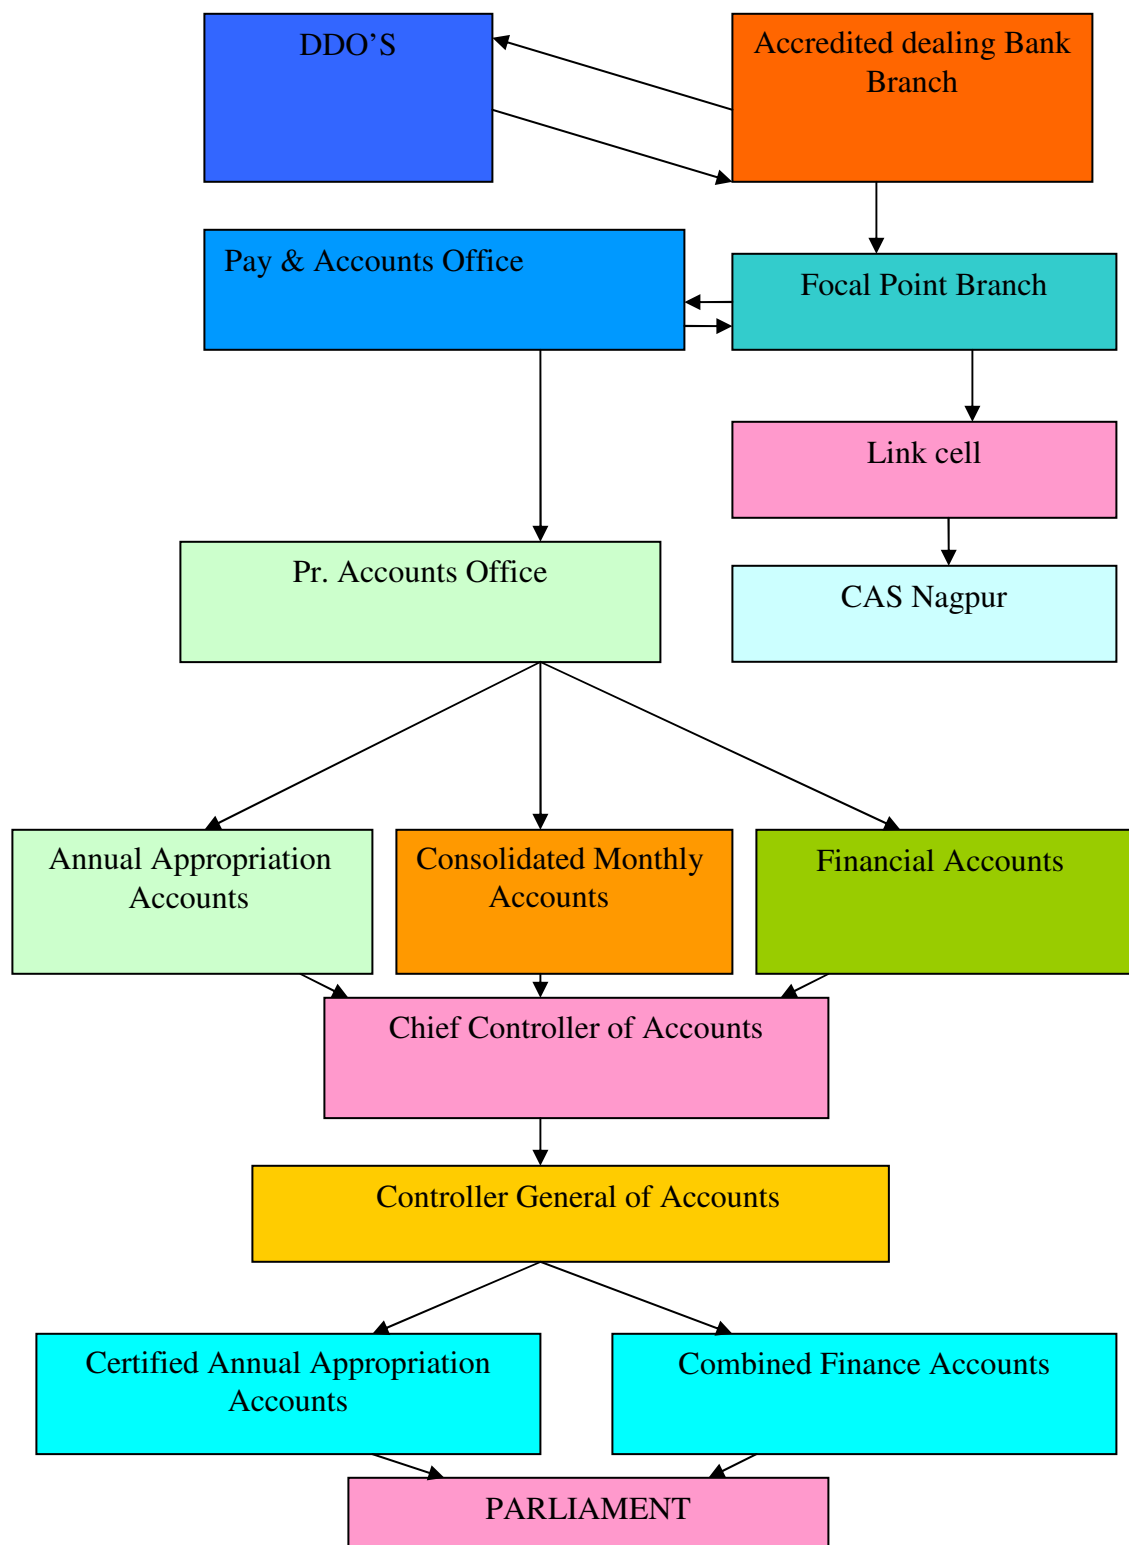 DDO’S
Accredited dealing Bank
Branch
Pay & Accounts Office
Focal Point Branch
Link cell
Pr. Accounts Office
CAS Nagpur
Annual Appropriation
Accounts
Consolidated Monthly
Accounts
Financial Accounts
Chief Controller of Accounts
Controller General of Accounts
Certified Annual Appropriation
Accounts
Combined Finance Accounts
PARLIAMENT